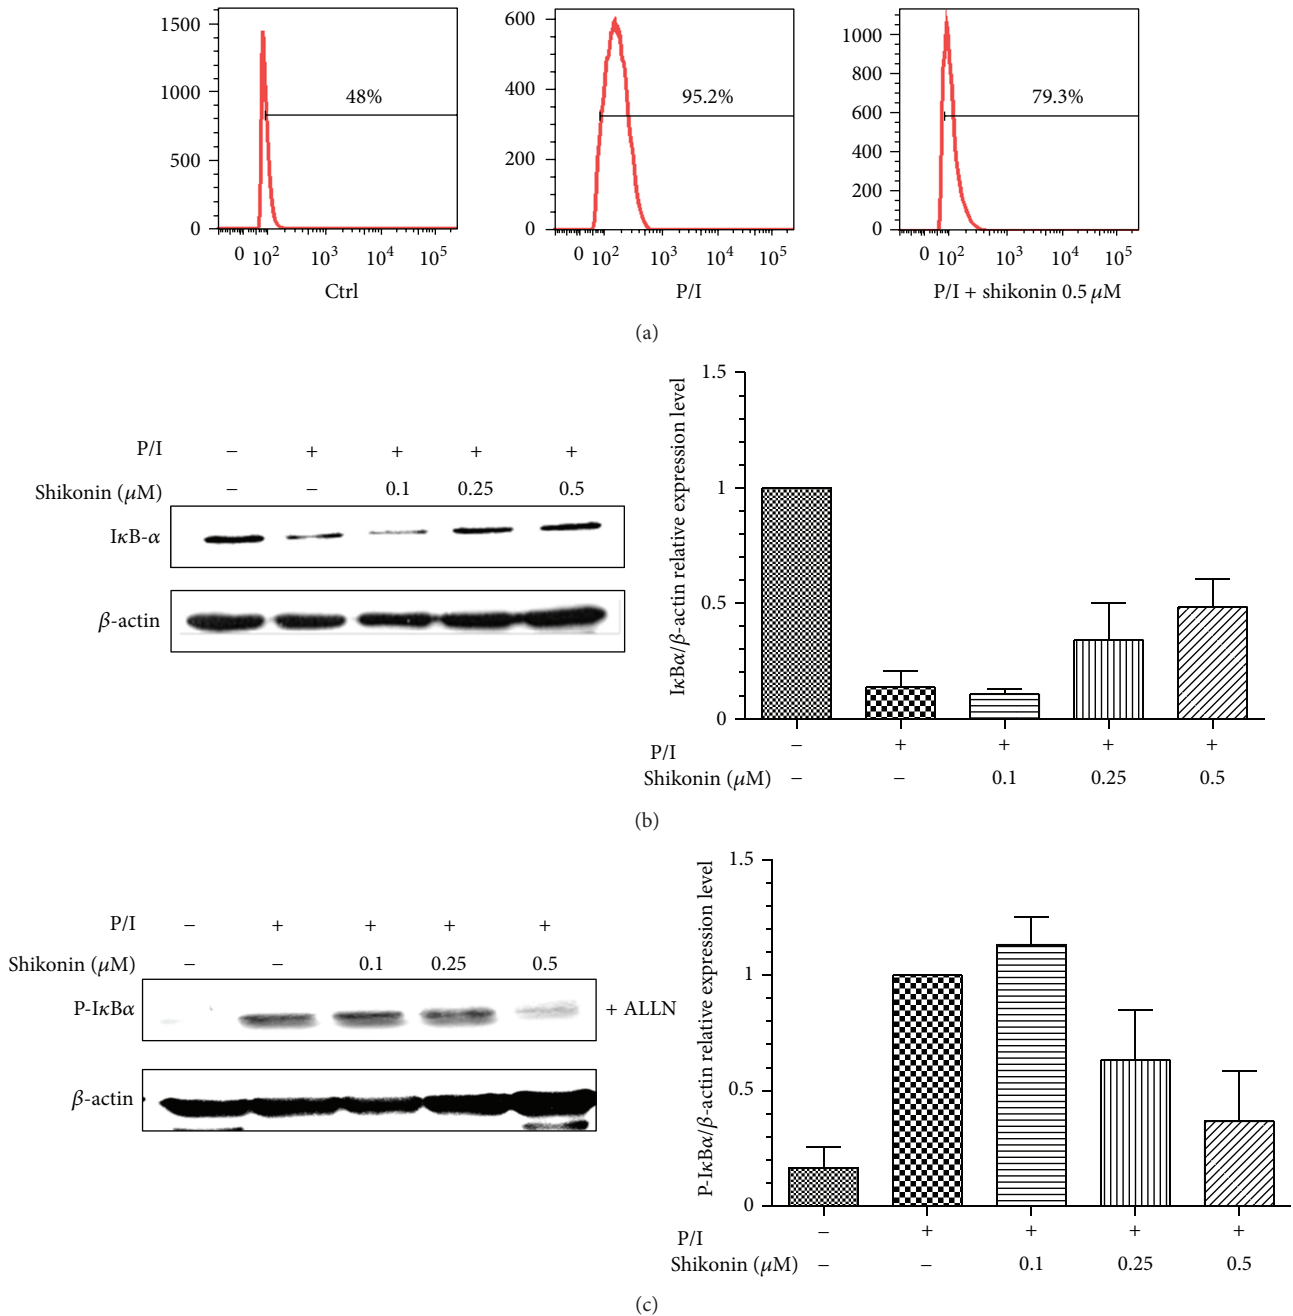 1500
1000
500
0
48%
0 10² 10³ 10⁴ 10⁵
Ctrl
600
400
200
0
95.2%
0 10² 10³ 10⁴ 10⁵
P/I
1000
800
600
400
200
0
79.3%
0 10² 10³ 10⁴ 10⁵
P/I + shikonin 0.5 μM
(a)
P/I − + + + +
Shikonin (μM) − − 0.1 0.25 0.5
IκB-α
β-actin
IκBα/β-actin relative expression level
1.5
1
0.5
0
P/I − + + + +
Shikonin (μM) − − 0.1 0.25 0.5
(b)
P/I − + + + +
Shikonin (μM) − − 0.1 0.25 0.5
P-IκBα
+ ALLN
β-actin
P-IκBα/β-actin relative expression level
1.5
1
0.5
0
P/I − + + + +
Shikonin (μM) − − 0.1 0.25 0.5
(c)